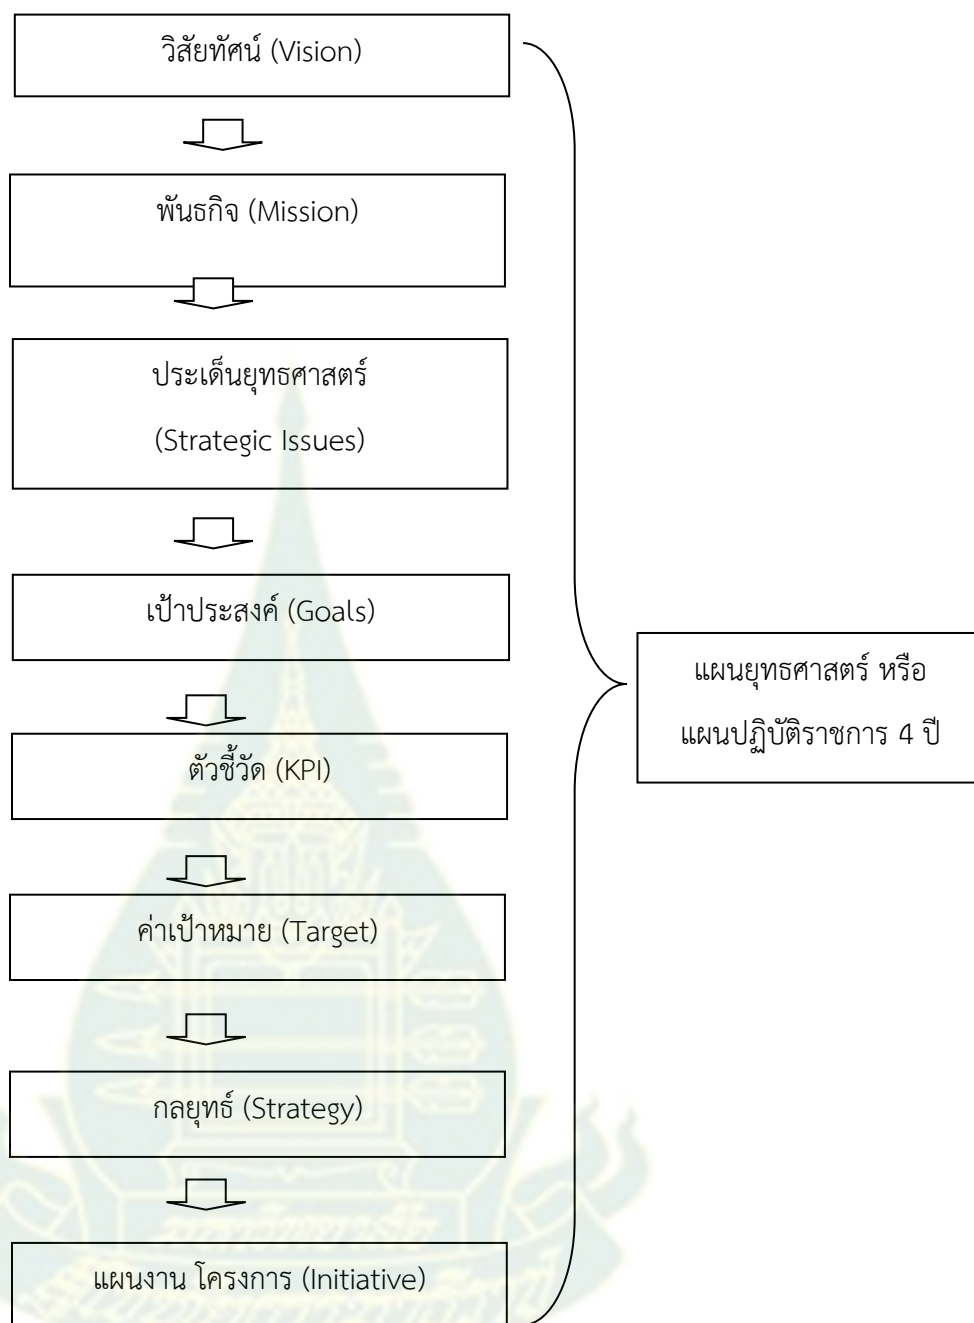 วิสัยทัศน์ (Vision)
พันธกิจ (Mission)
ประเด็นยุทธศาสตร์
(Strategic Issues)
เป้าประสงค์ (Goals)
ตัวชี้วัด (KPI)
ค่าเป้าหมาย (Target)
กลยุทธ์ (Strategy)
แผนงาน โครงการ (Initiative)
แผนยุทธศาสตร์ หรือ
แผนปฏิบัติราชการ 4 ปี